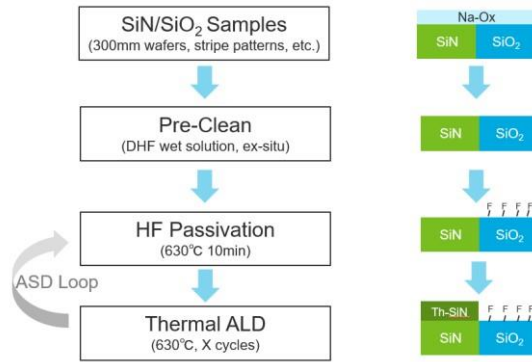 SiN/SiO₂ Samples
(300mm wafers, stripe patterns, etc.)
Pre-Clean
(DHF wet solution, ex-situ)
HF Passivation
(630℃ 10min)
ASD Loop
Thermal ALD
(630℃, X cycles)
Na-Ox
SiN SiO₂
SiN SiO₂
F F F F
SiN SiO₂
Th-SiN F F F F
SiN SiO₂